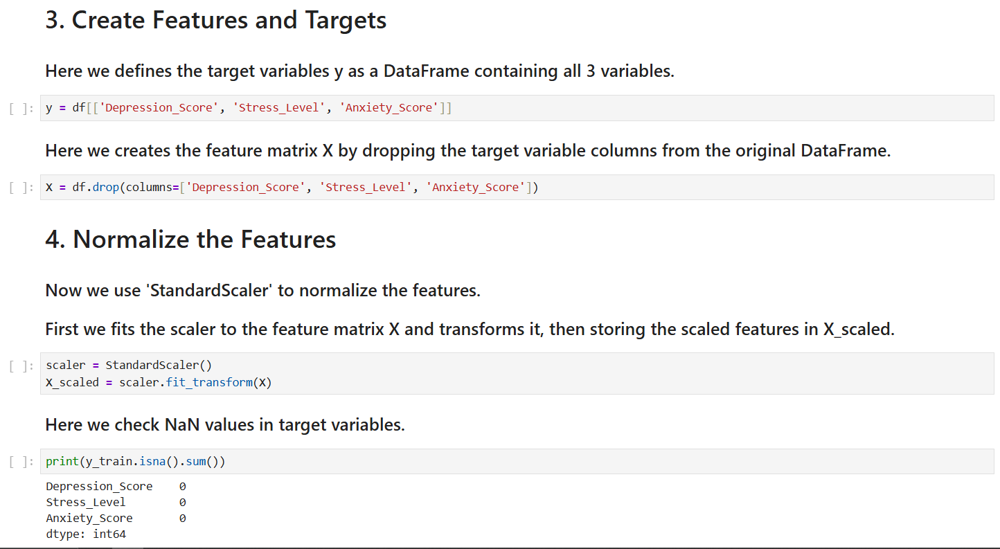 3. Create Features and Targets
Here we defines the target variables y as a DataFrame containing all 3 variables.
[ ]: y = df[['Depression_Score', 'Stress_Level', 'Anxiety_Score']]
Here we creates the feature matrix X by dropping the target variable columns from the original DataFrame.
[ ]: X = df.drop(columns=['Depression_Score', 'Stress_Level', 'Anxiety_Score'])
4. Normalize the Features
Now we use 'StandardScaler' to normalize the features.
First we fits the scaler to the feature matrix X and transforms it, then storing the scaled features in X_scaled.
[ ]: scaler = StandardScaler()
X_scaled = scaler.fit_transform(X)
Here we check NaN values in target variables.
[ ]: print(y_train.isna().sum())
Depression_Score    0
Stress_Level        0
Anxiety_Score       0
dtype: int64